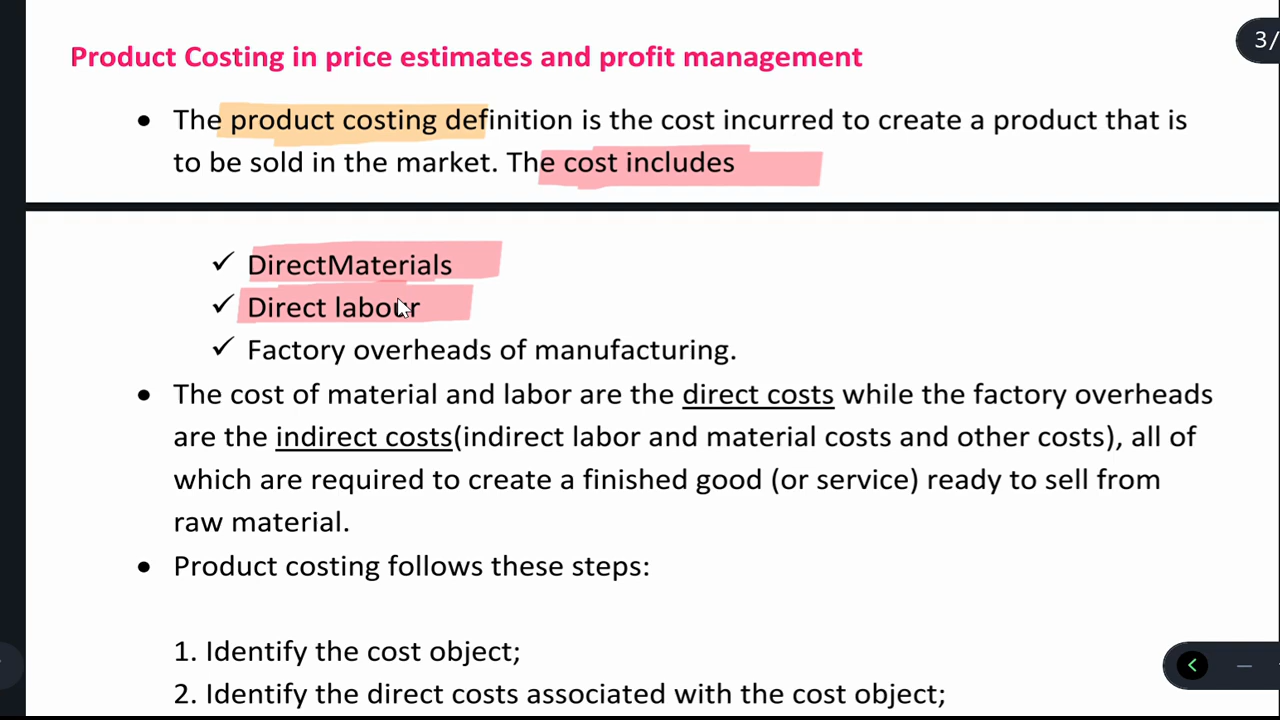 Product Costing in price estimates and profit management
3/
• The product costing definition is the cost incurred to create a product that is
to be sold in the market. The cost includes
✓ DirectMaterials
✓ Direct labour
✓ Factory overheads of manufacturing.
• The cost of material and labor are the direct costs while the factory overheads
are the indirect costs(indirect labor and material costs and other costs), all of
which are required to create a finished good (or service) ready to sell from
raw material.
• Product costing follows these steps:
1. Identify the cost object;
2. Identify the direct costs associated with the cost object;